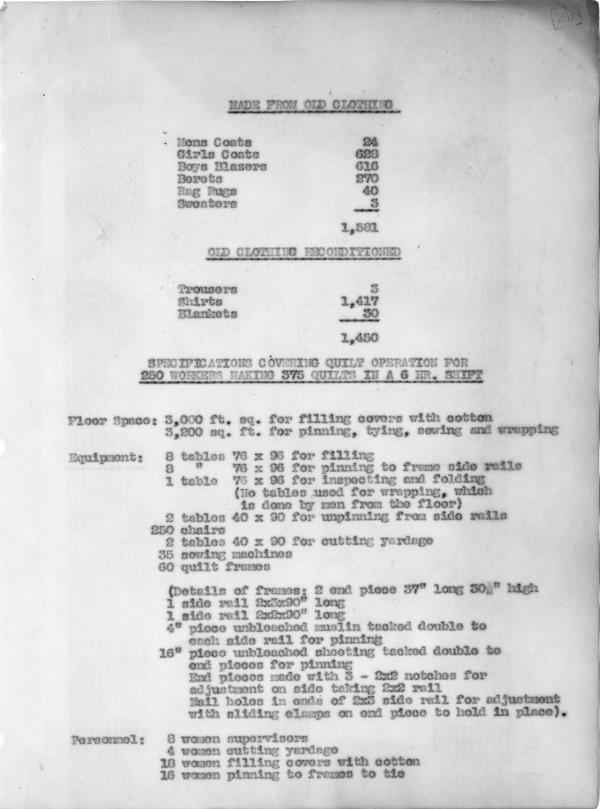 MADE FROM OLD CLOTHING
Mens Coats 24
Girls Coats 628
Boys Blazers 616
Berets 270
Rag Rugs 40
Sweaters 3
1,581
OLD CLOTHING RECONDITIONED
Trousers 3
Shirts 1,417
Blankets 30
1,450
SPECIFICATIONS COVERING QUILT OPERATION FOR
250 WORKERS MAKING 375 QUILTS IN A 6 HR. SHIFT
Floor Space: 3,000 ft. sq. for filling covers with cotton
3,200 sq. ft. for pinning, tying, sewing and wrapping
Equipment: 8 tables 76 x 96 for filling
8 " 76 x 96 for pinning to frame side rails
1 table 76 x 96 for inspecting and folding
(No tables used for wrapping, which
is done by men from the floor)
2 tables 40 x 90 for unpinning from side rails
250 chairs
2 tables 40 x 90 for cutting yardage
35 sewing machines
60 quilt frames
(Details of frames: 2 end piece 37" long 30½" high
1 side rail 2x3x90" long
1 side rail 2x2x90" long
4" piece unbleached muslin tacked double to
each side rail for pinning
16" piece unbleached sheeting tacked double to
end pieces for pinning
End pieces made with 3 - 2x2 notches for
adjustment on side taking 2x2 rail
Nail holes in ends of 2x3 side rail for adjustment
with sliding clamps on end piece to hold in place).
Personnel: 8 women supervisors
4 women cutting yardage
18 women filling covers with cotton
16 women pinning to frames to tie